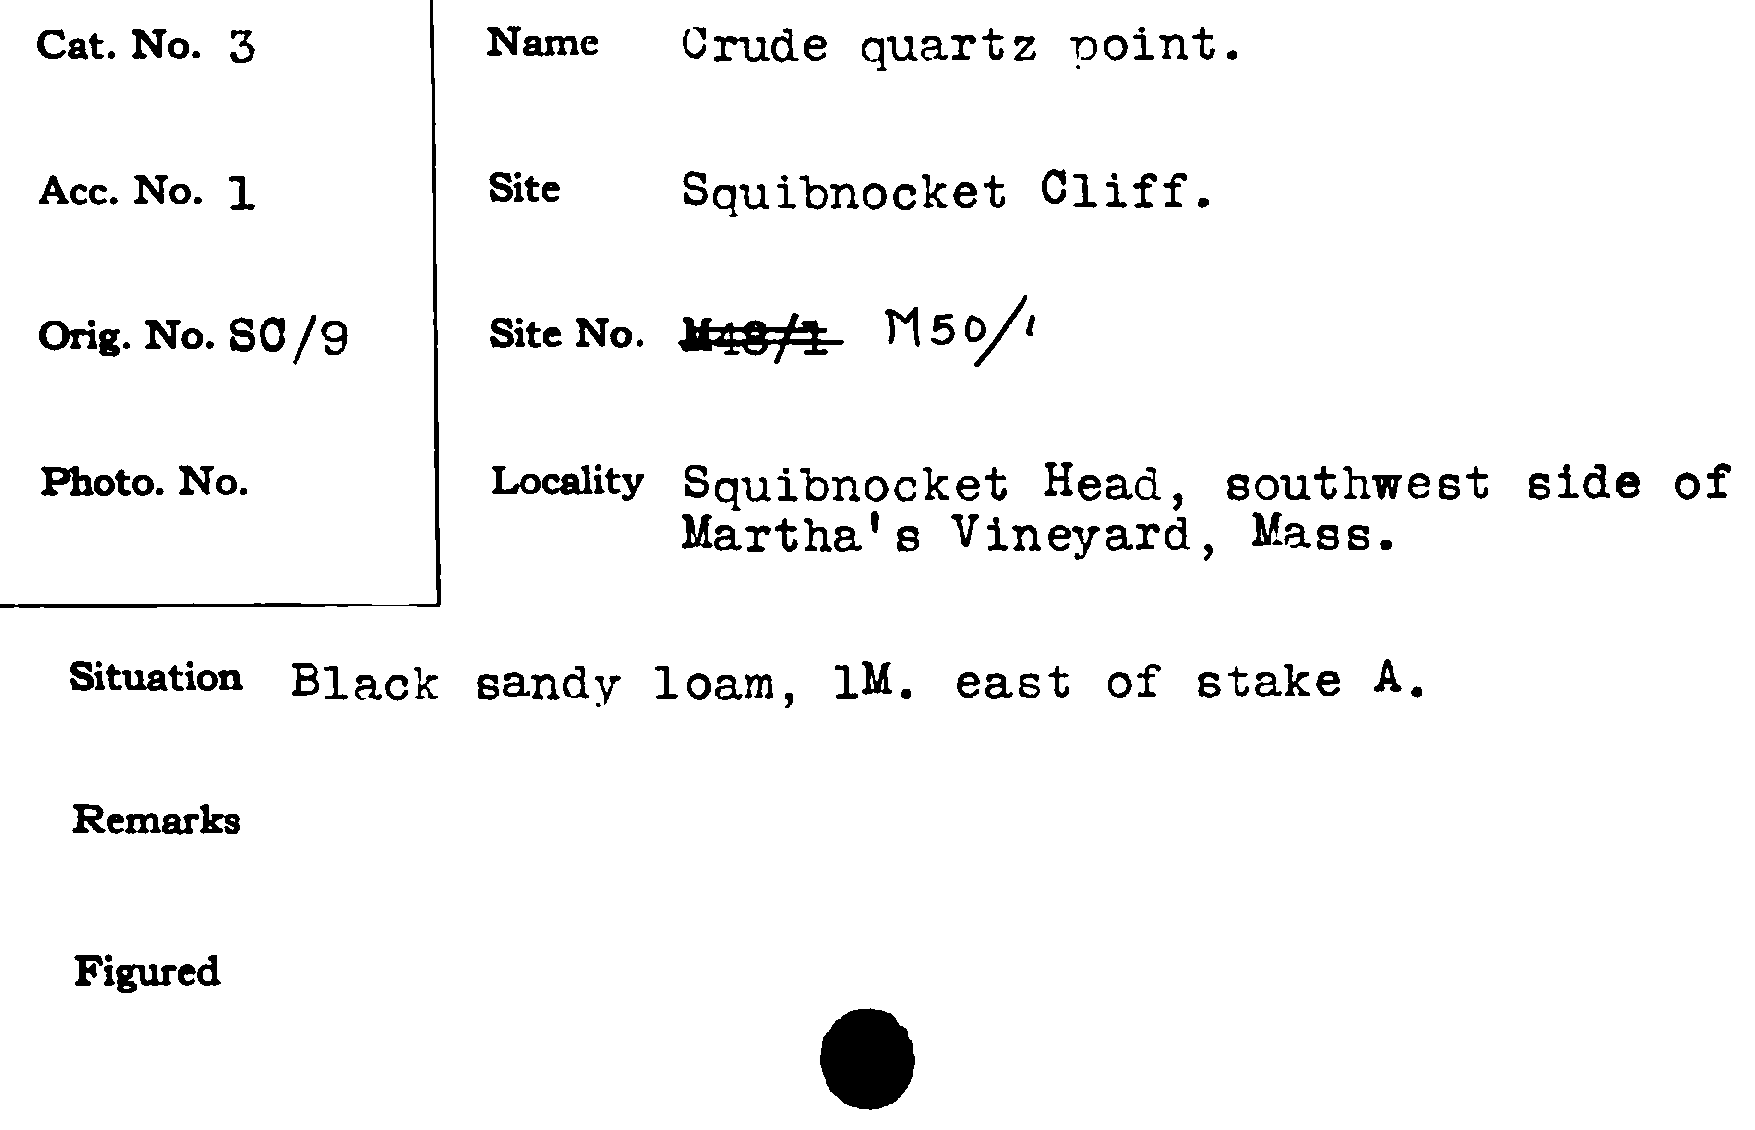 Cat. No. 3
Name Crude quartz point.
Acc. No. 1
Site Squibnocket Cliff.
Orig. No. SC/9
Site No. M48/1 M50/1
Photo. No.
Locality Squibnocket Head, southwest side of
Martha's Vineyard, Mass.
Situation Black sandy loam, 1M. east of stake A.
Remarks
Figured